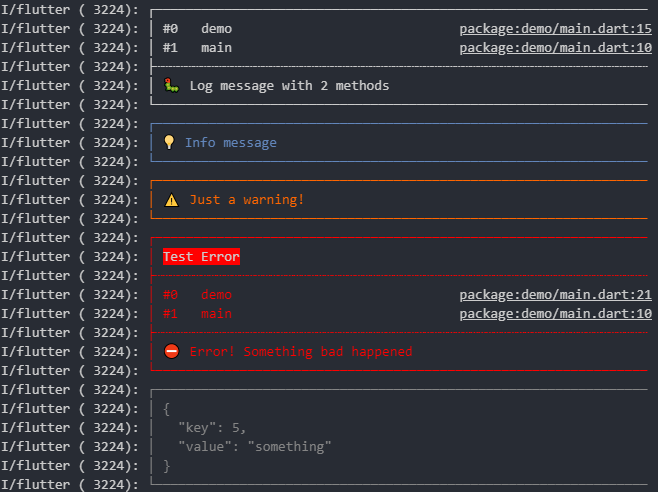 I/flutter ( 3224):
I/flutter ( 3224): #0 demo package:demo/main.dart:15
I/flutter ( 3224): #1 main package:demo/main.dart:10
I/flutter ( 3224):
I/flutter ( 3224): 🐛 Log message with 2 methods
I/flutter ( 3224):
I/flutter ( 3224):
I/flutter ( 3224): 💡 Info message
I/flutter ( 3224):
I/flutter ( 3224):
I/flutter ( 3224): ⚠️ Just a warning!
I/flutter ( 3224):
I/flutter ( 3224):
I/flutter ( 3224): Test Error
I/flutter ( 3224):
I/flutter ( 3224): #0 demo package:demo/main.dart:21
I/flutter ( 3224): #1 main package:demo/main.dart:10
I/flutter ( 3224):
I/flutter ( 3224): ⛔ Error! Something bad happened
I/flutter ( 3224):
I/flutter ( 3224):
I/flutter ( 3224): {
I/flutter ( 3224): "key": 5,
I/flutter ( 3224): "value": "something"
I/flutter ( 3224): }
I/flutter ( 3224):